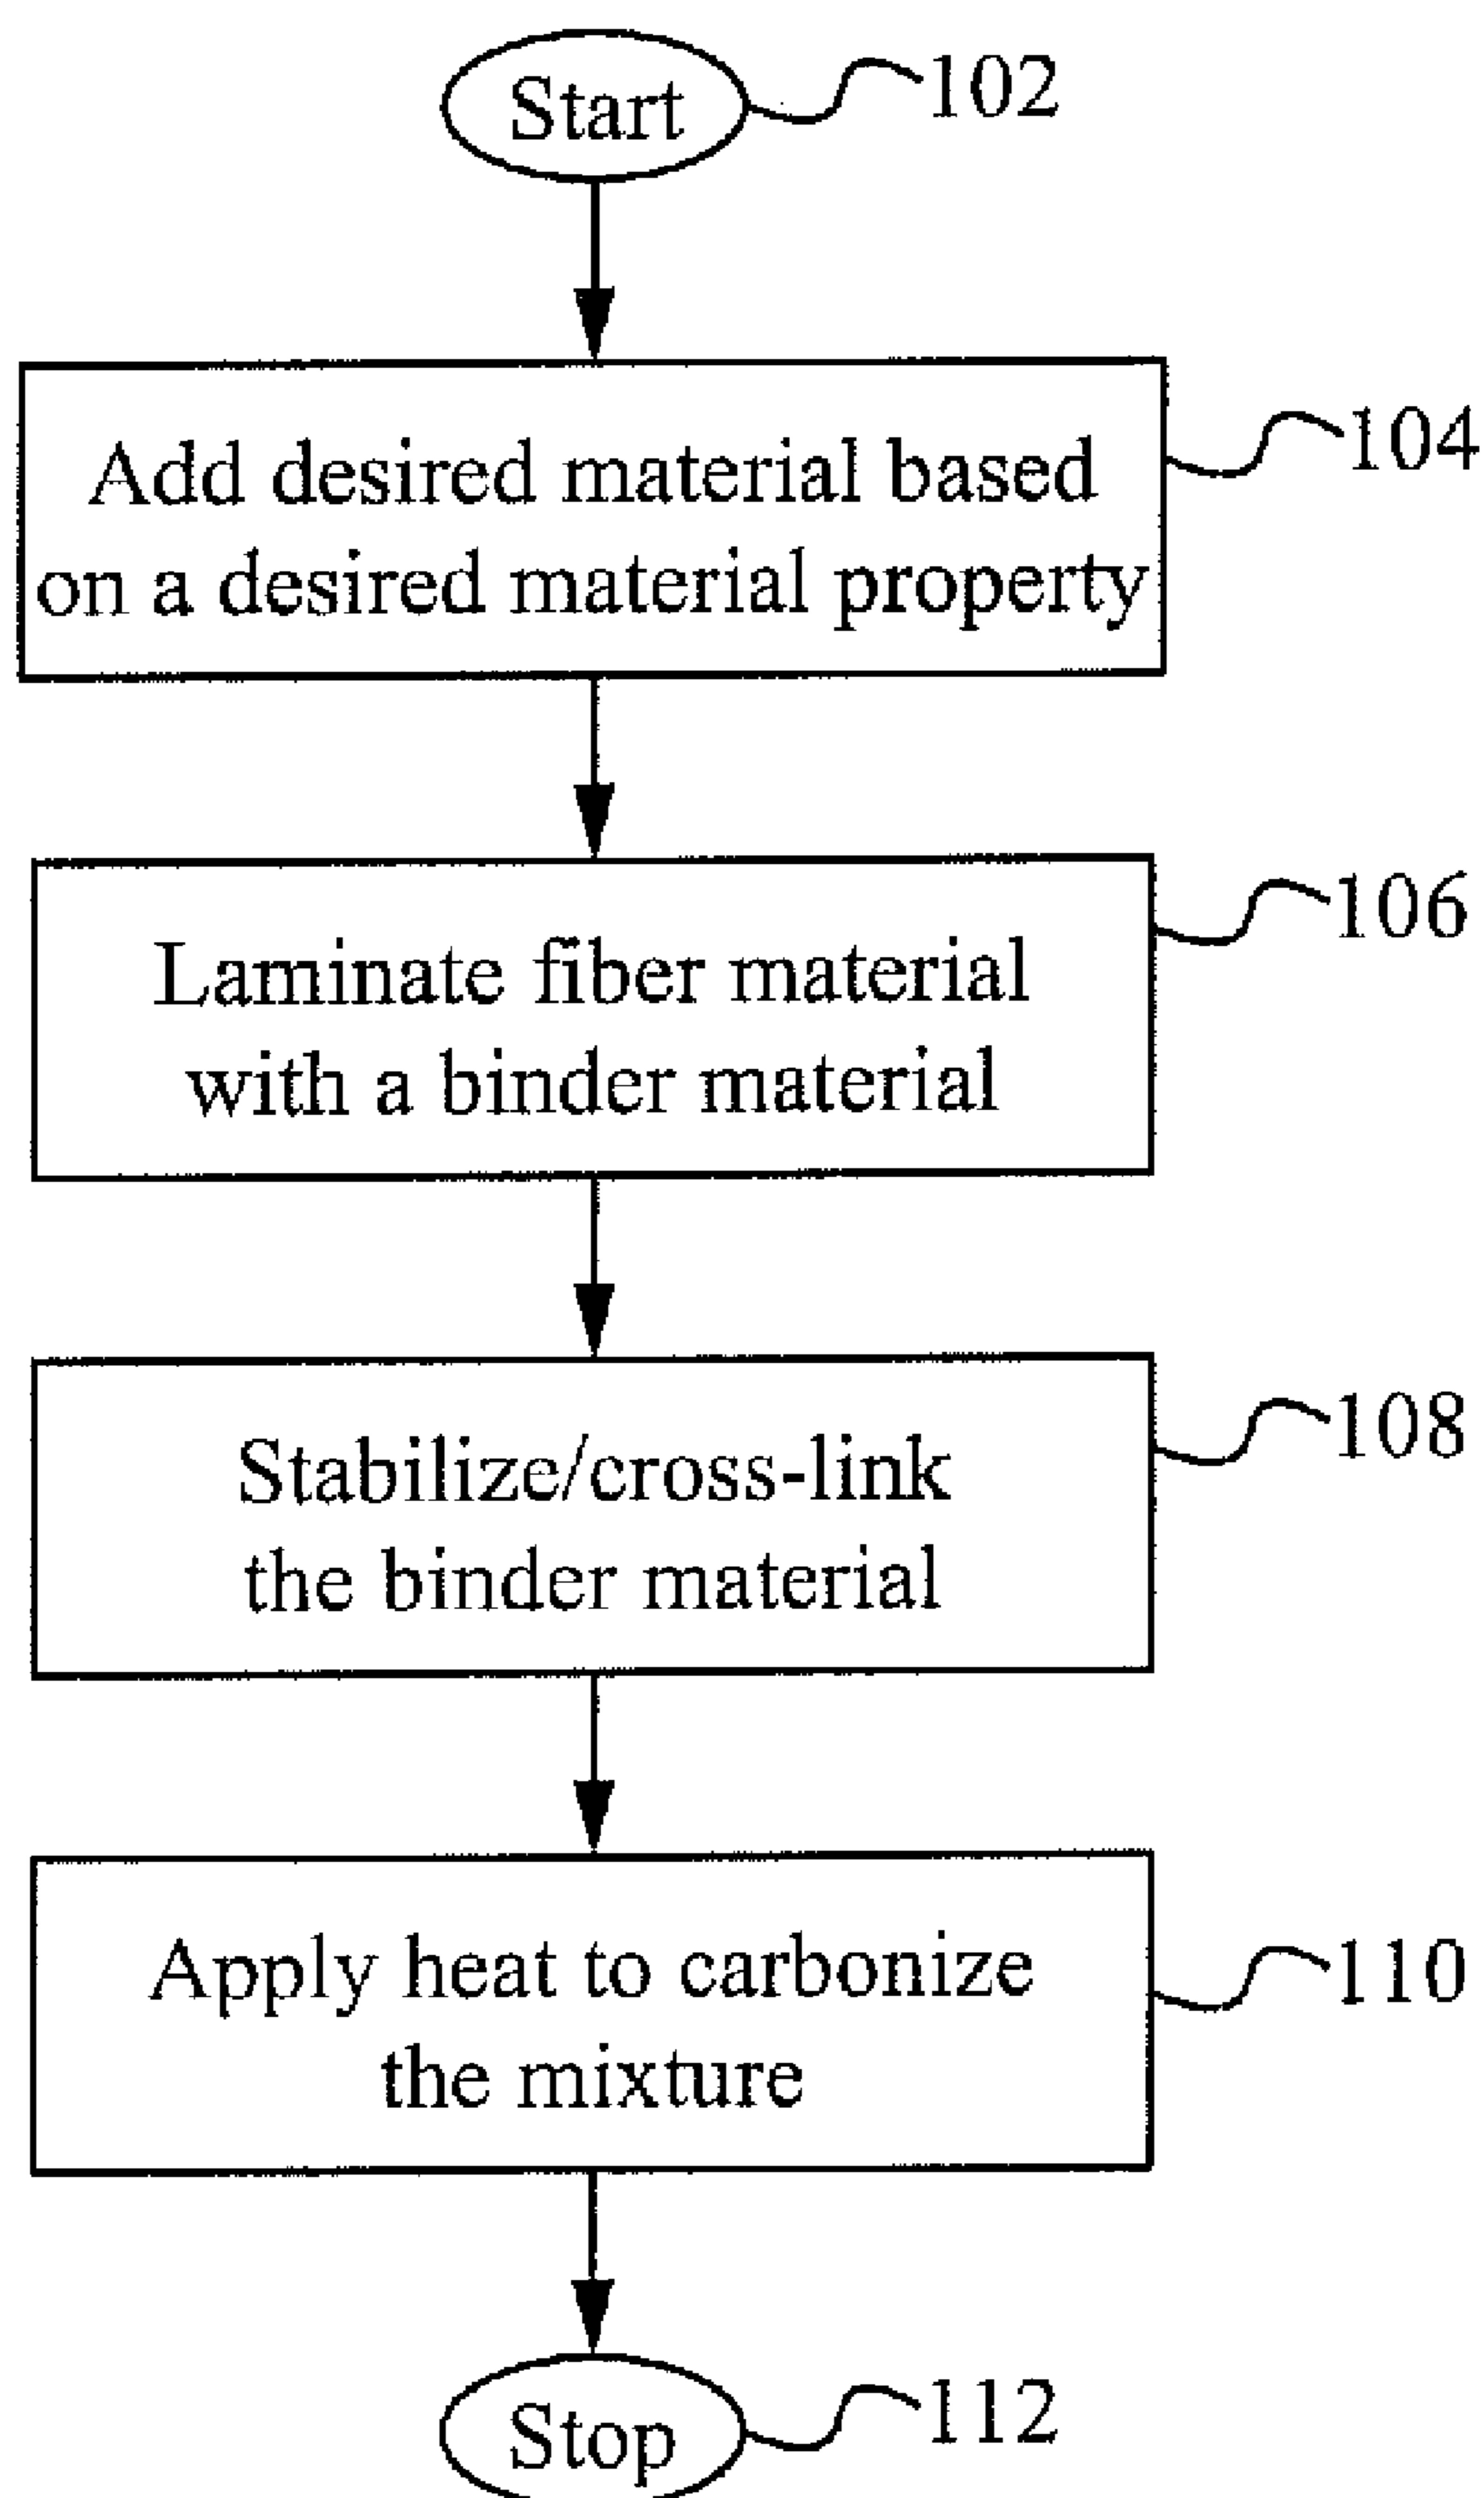 Start
102
Add desired material based
on a desired material property
104
Laminate fiber material
with a binder material
106
Stabilize/cross-link
the binder material
108
Apply heat to carbonize
the mixture
110
Stop
112